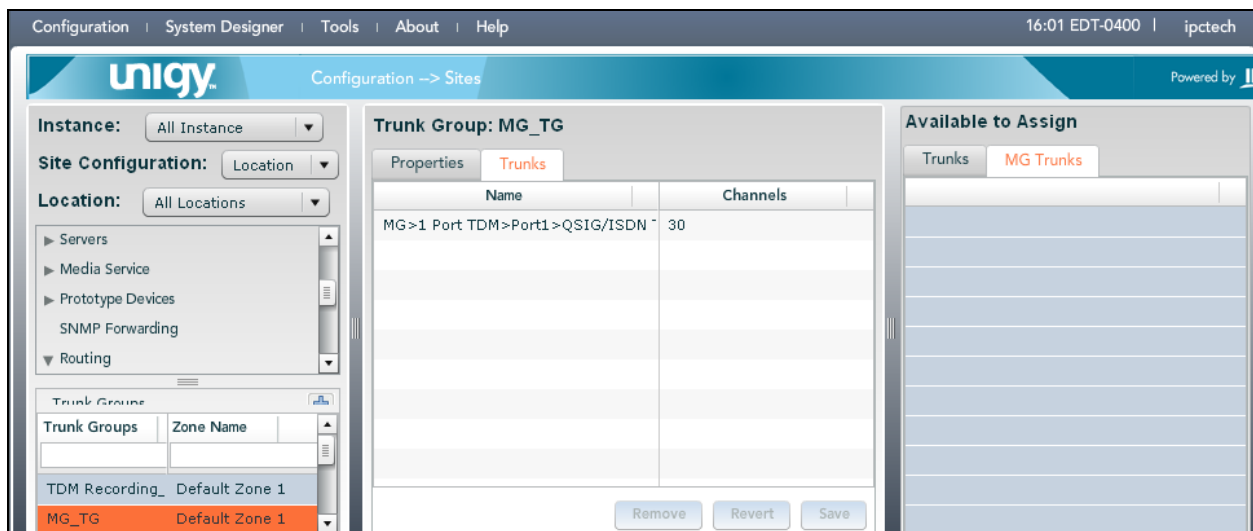 Configuration | System Designer | Tools | About | Help 16:01 EDT-0400 | ipctech
unigy Configuration --> Sites Powered by
Instance: All Instance
Site Configuration: Location
Location: All Locations
Servers
Media Service
Prototype Devices
SNMP Forwarding
Routing
Trunk Groups
Trunk Groups Zone Name
TDM Recording_ Default Zone 1
MG_TG Default Zone 1
Trunk Group: MG_TG
Properties Trunks
Name Channels
MG>1 Port TDM>Port1>QSIG/ISDN 30
Remove Revert Save
Available to Assign
Trunks MG Trunks